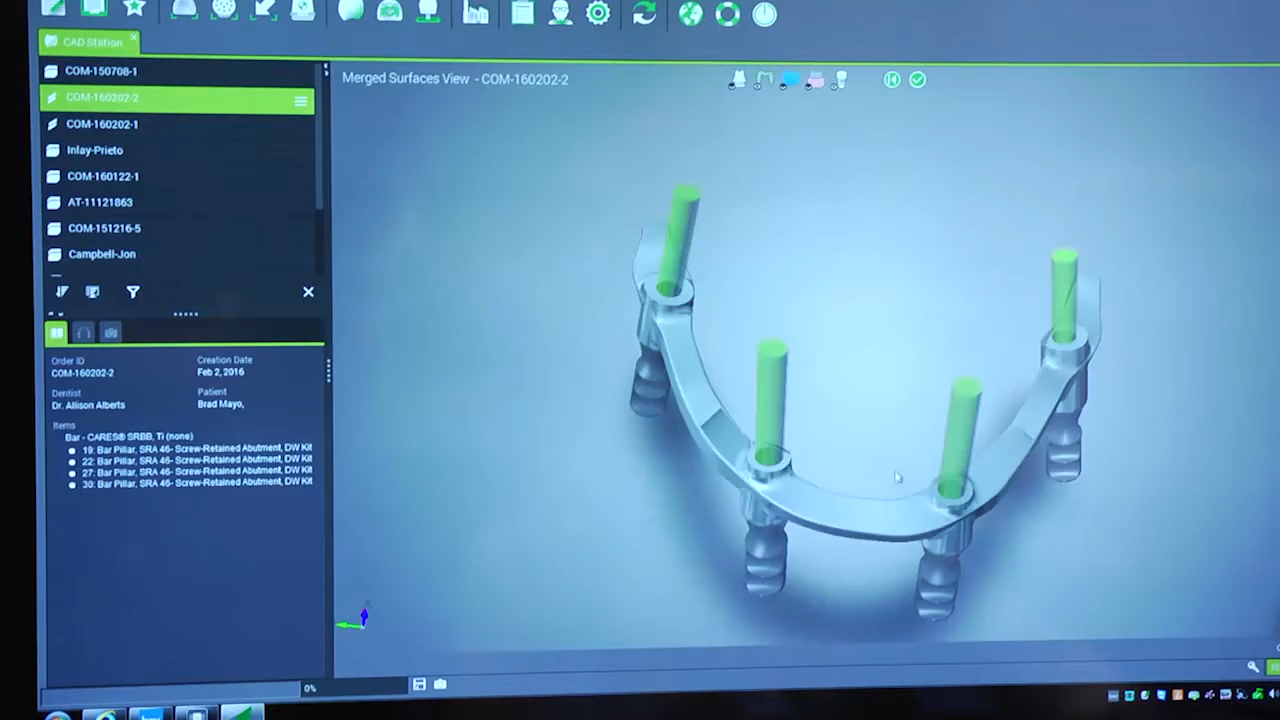 CAD Station
COM-150708-1
COM-160202-2
COM-160202-1
Inlay-Prieto
COM-160122-1
AT-11121863
COM-151216-5
Campbell-Jon
Merged Surfaces View - COM-160202-2
Order ID
COM-160202-2
Creation Date
Feb 2, 2016
Dentist
Dr. Allison Alberts
Patient
Brad Mayo,
Items
Bar - CARES® SRBB, Ti (none)
19: Bar Pillar, SRA 46- Screw-Retained Abutment, DW Kit
22: Bar Pillar, SRA 46- Screw-Retained Abutment, DW Kit
27: Bar Pillar, SRA 46- Screw-Retained Abutment, DW Kit
30: Bar Pillar, SRA 46- Screw-Retained Abutment, DW Kit
0%